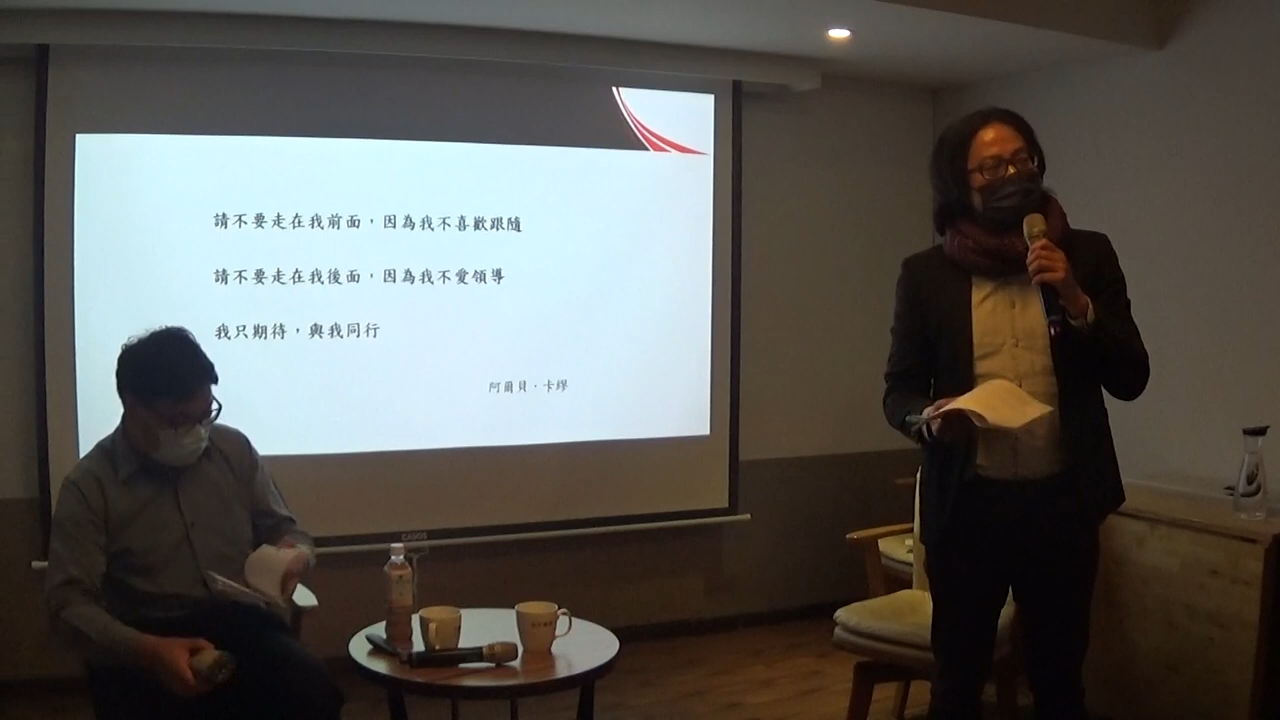 請不要走在我前面，因為我不喜歡跟隨
請不要走在我後面，因為我不愛領導
我只期待，與我同行
阿爾貝·卡繆